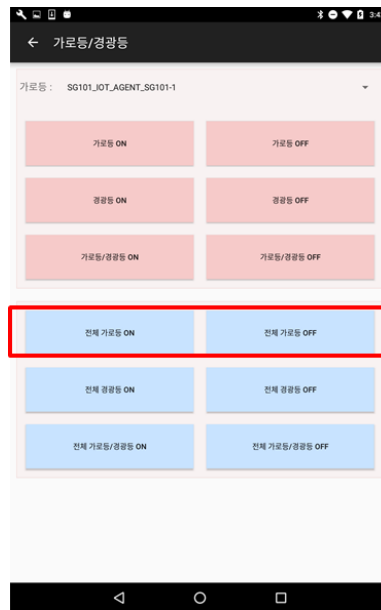 3:4
← 가로등/경광등
가로등 : SG101_IOT_AGENT_SG101-1
가로등 ON 가로등 OFF
경광등 ON 경광등 OFF
가로등/경광등 ON 가로등/경광등 OFF
전체 가로등 ON 전체 가로등 OFF
전체 경광등 ON 전체 경광등 OFF
전체 가로등/경광등 ON 전체 가로등/경광등 OFF